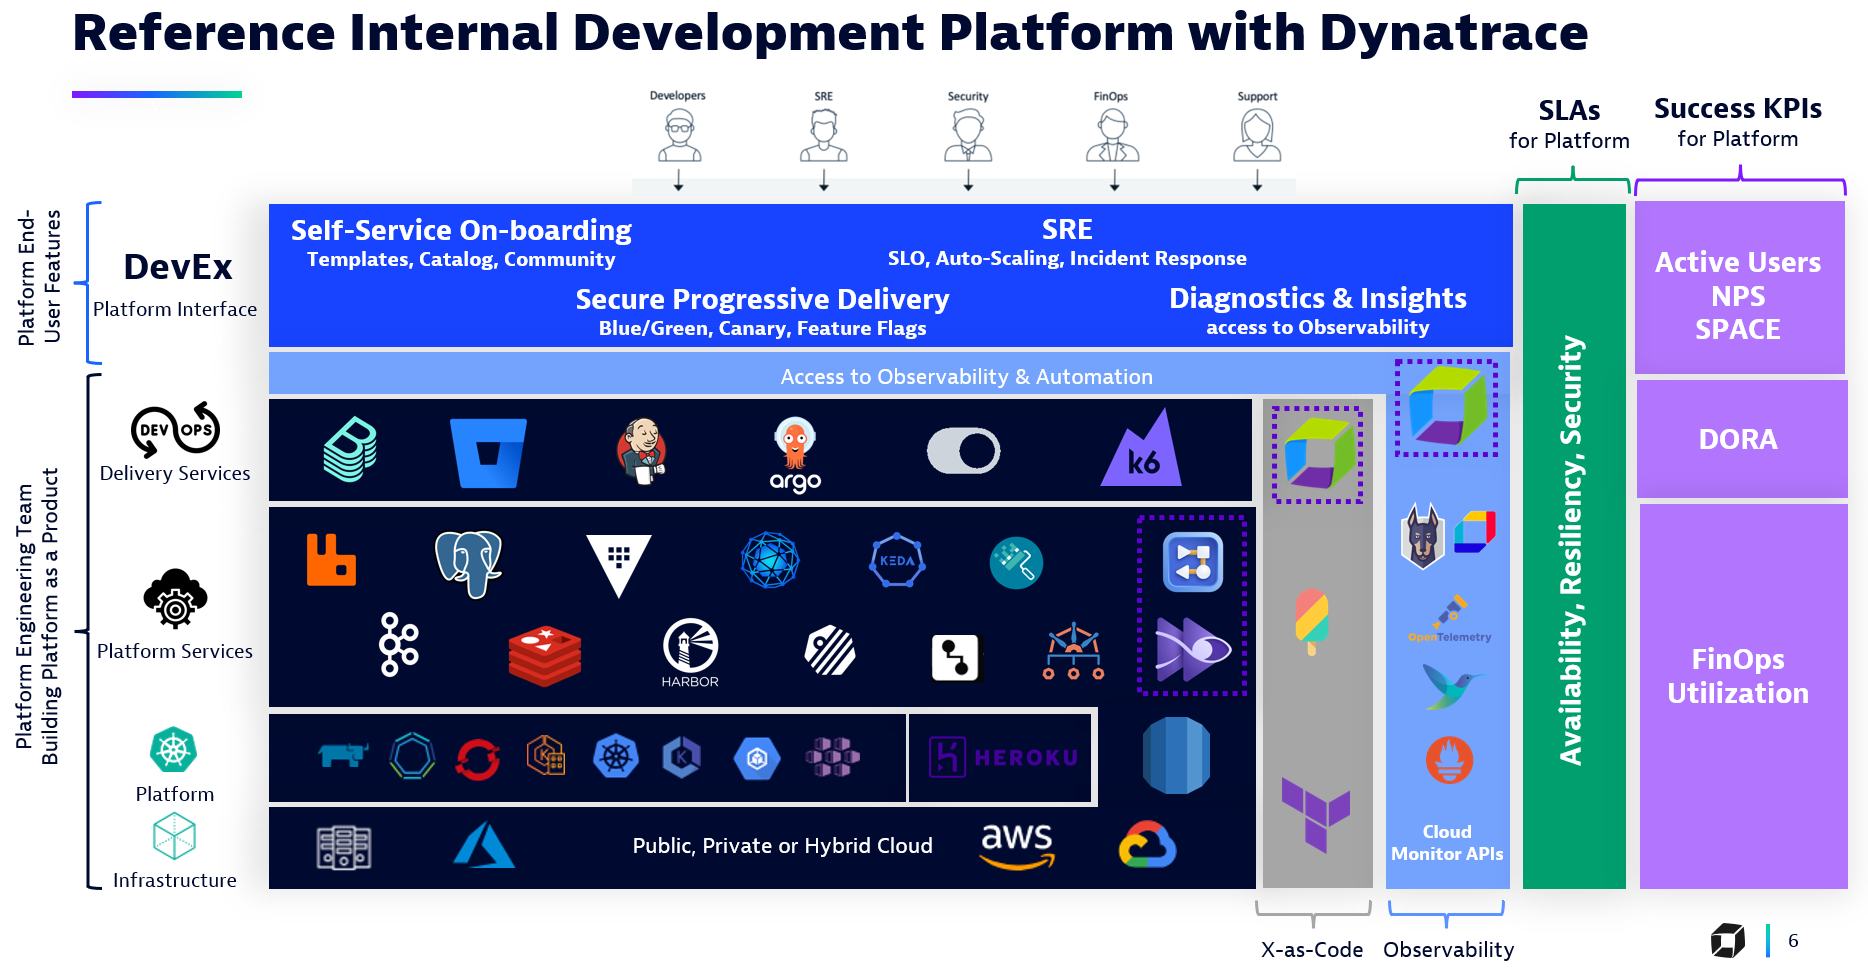 Reference Internal Development Platform with Dynatrace
Developers
SRE
Security
FinOps
Support
SLAs
for Platform
Success KPIs
for Platform
Platform End-
User Features
DevEx
Platform Interface
Self-Service On-boarding
Templates, Catalog, Community
SRE
SLO, Auto-Scaling, Incident Response
Secure Progressive Delivery
Blue/Green, Canary, Feature Flags
Diagnostics & Insights
access to Observability
Access to Observability & Automation
Platform Engineering Team
Building Platform as a Product
DEV OPS
Delivery Services
argo
k6
Platform Services
KEDA
HARBOR
Platform
K
K
HEROKU
Infrastructure
Public, Private or Hybrid Cloud
aws
OpenTelemetry
Cloud
Monitor APIs
Availability, Resiliency, Security
Active Users
NPS
SPACE
DORA
FinOps
Utilization
X-as-Code
Observability
6